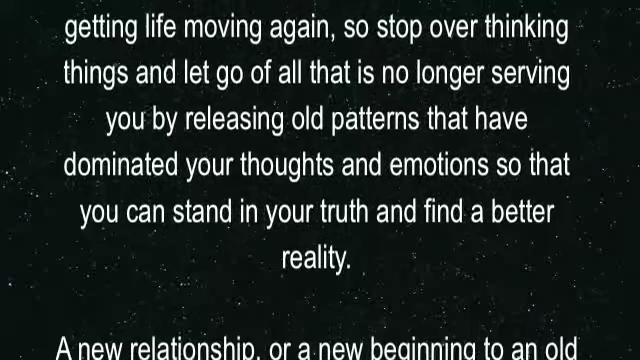 getting life moving again, so stop over thinking
things and let go of all that is no longer serving
you by releasing old patterns that have
dominated your thoughts and emotions so that
you can stand in your truth and find a better
reality.
A new relationship, or a new beginning to an old